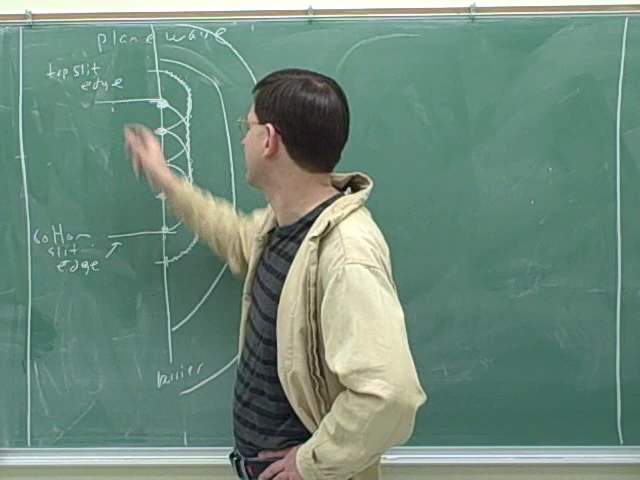 plane wave
top slit
edge
bottom
slit
edge
barrier